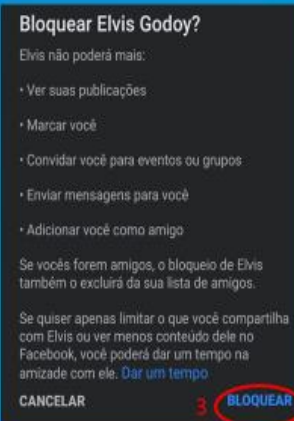 Bloquear Elvis Godoy?
Elvis não poderá mais:
• Ver suas publicações
• Marcar você
• Convidar você para eventos ou grupos
• Enviar mensagens para você
• Adicionar você como amigo
Se vocês forem amigos, o bloqueio de Elvis
também o excluirá da sua lista de amigos.
Se quiser apenas limitar o que você compartilha
com Elvis ou ver menos conteúdo dele no
Facebook, você poderá dar um tempo na
amizade com ele. Dar um tempo
CANCELAR 3 BLOQUEAR